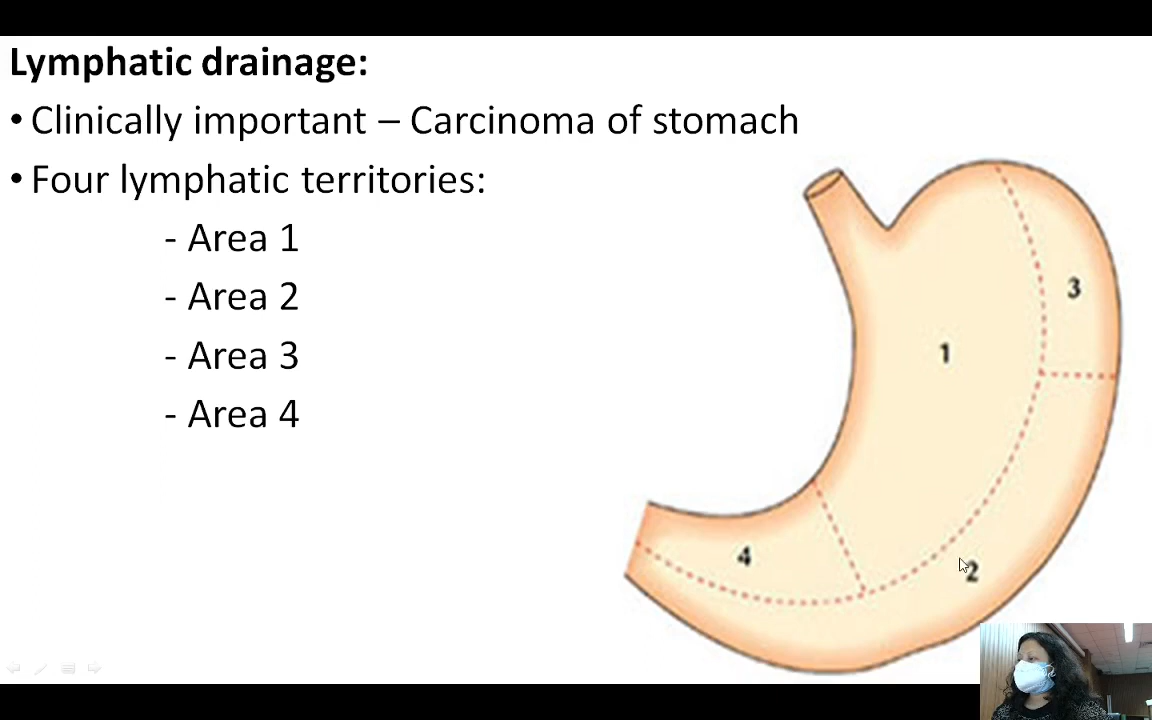 Lymphatic drainage:
• Clinically important – Carcinoma of stomach
• Four lymphatic territories:
- Area 1
- Area 2
- Area 3
- Area 4
3
1
4
2